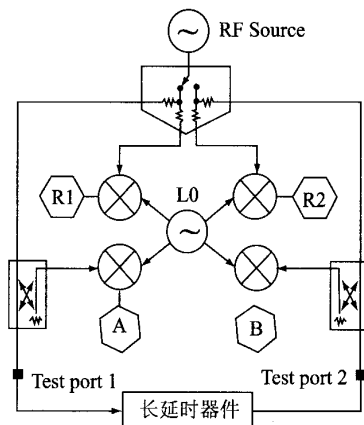 RF Source
R1
L0
R2
A
B
Test port 1
Test port 2
长延时器件